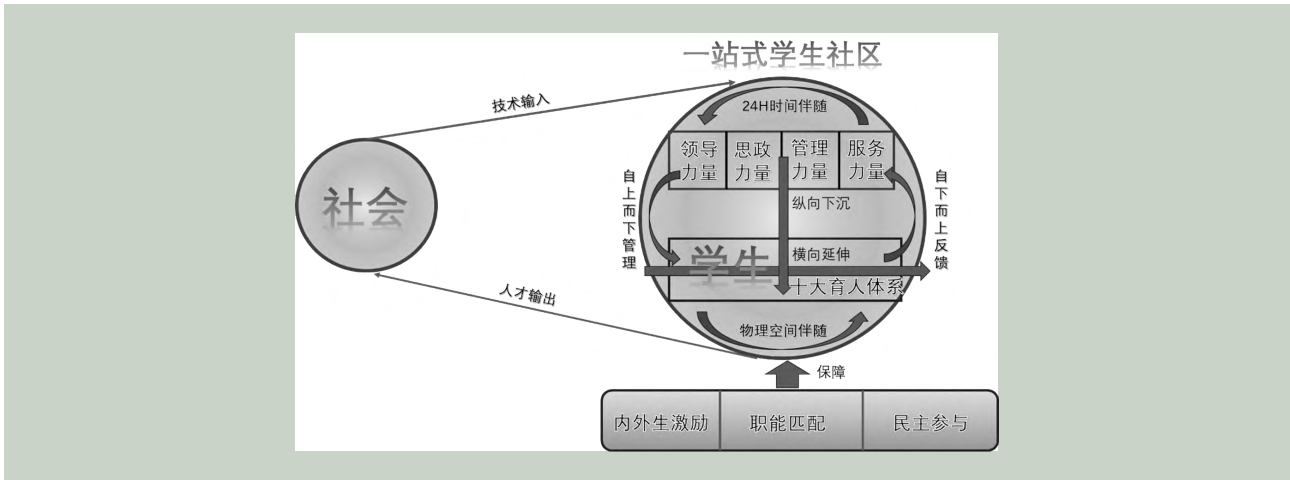 一站式学生社区
技术输入
24H时间伴随
领导力量
思政力量
管理力量
服务力量
社会
自上而下管理
自下而上反馈
纵向下沉
学生
横向延伸
十大育人体系
人才输出
物理空间伴随
保障
内外生激励
职能匹配
民主参与